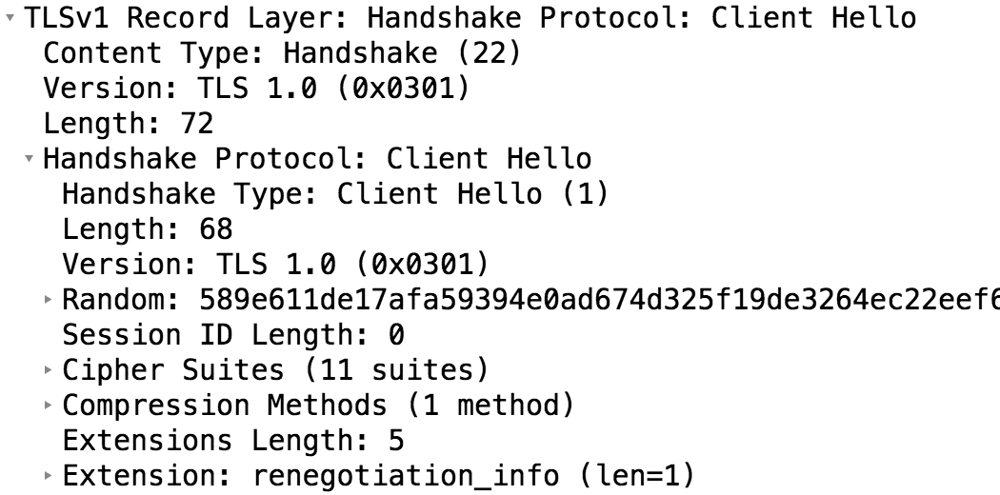 TLSv1 Record Layer: Handshake Protocol: Client Hello
Content Type: Handshake (22)
Version: TLS 1.0 (0x0301)
Length: 72
Handshake Protocol: Client Hello
Handshake Type: Client Hello (1)
Length: 68
Version: TLS 1.0 (0x0301)
Random: 589e611de17afa59394e0ad674d325f19de3264ec22eef6
Session ID Length: 0
Cipher Suites (11 suites)
Compression Methods (1 method)
Extensions Length: 5
Extension: renegotiation_info (len=1)